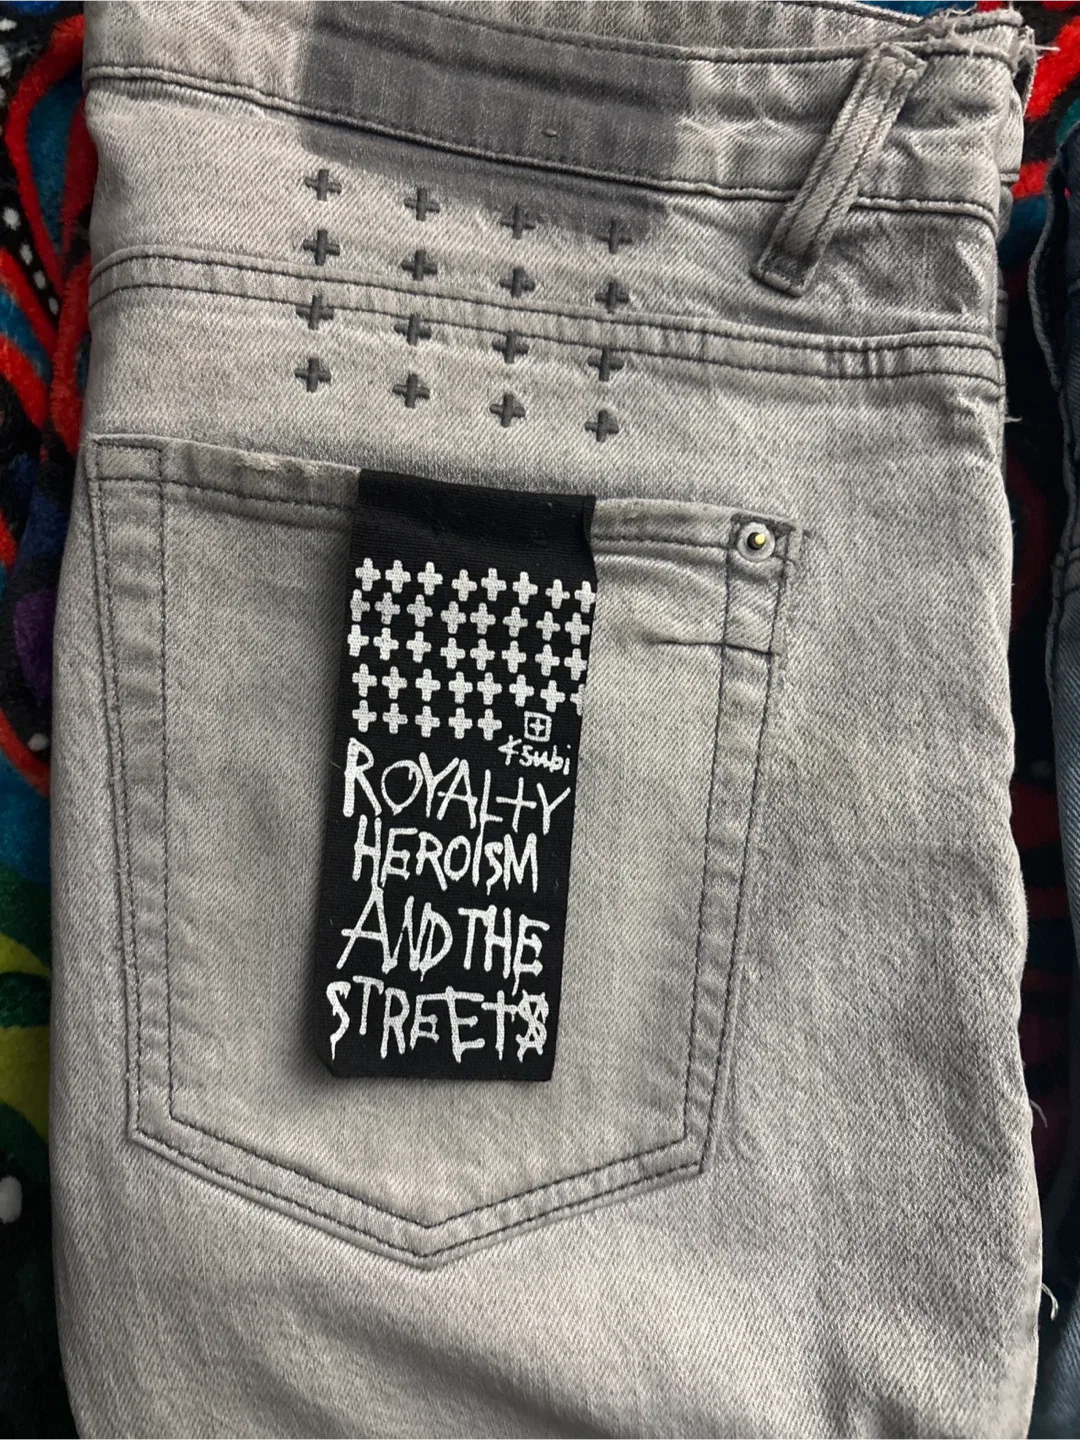 Ksubi
ROYALTY
HEROISM
AND THE
STREET$